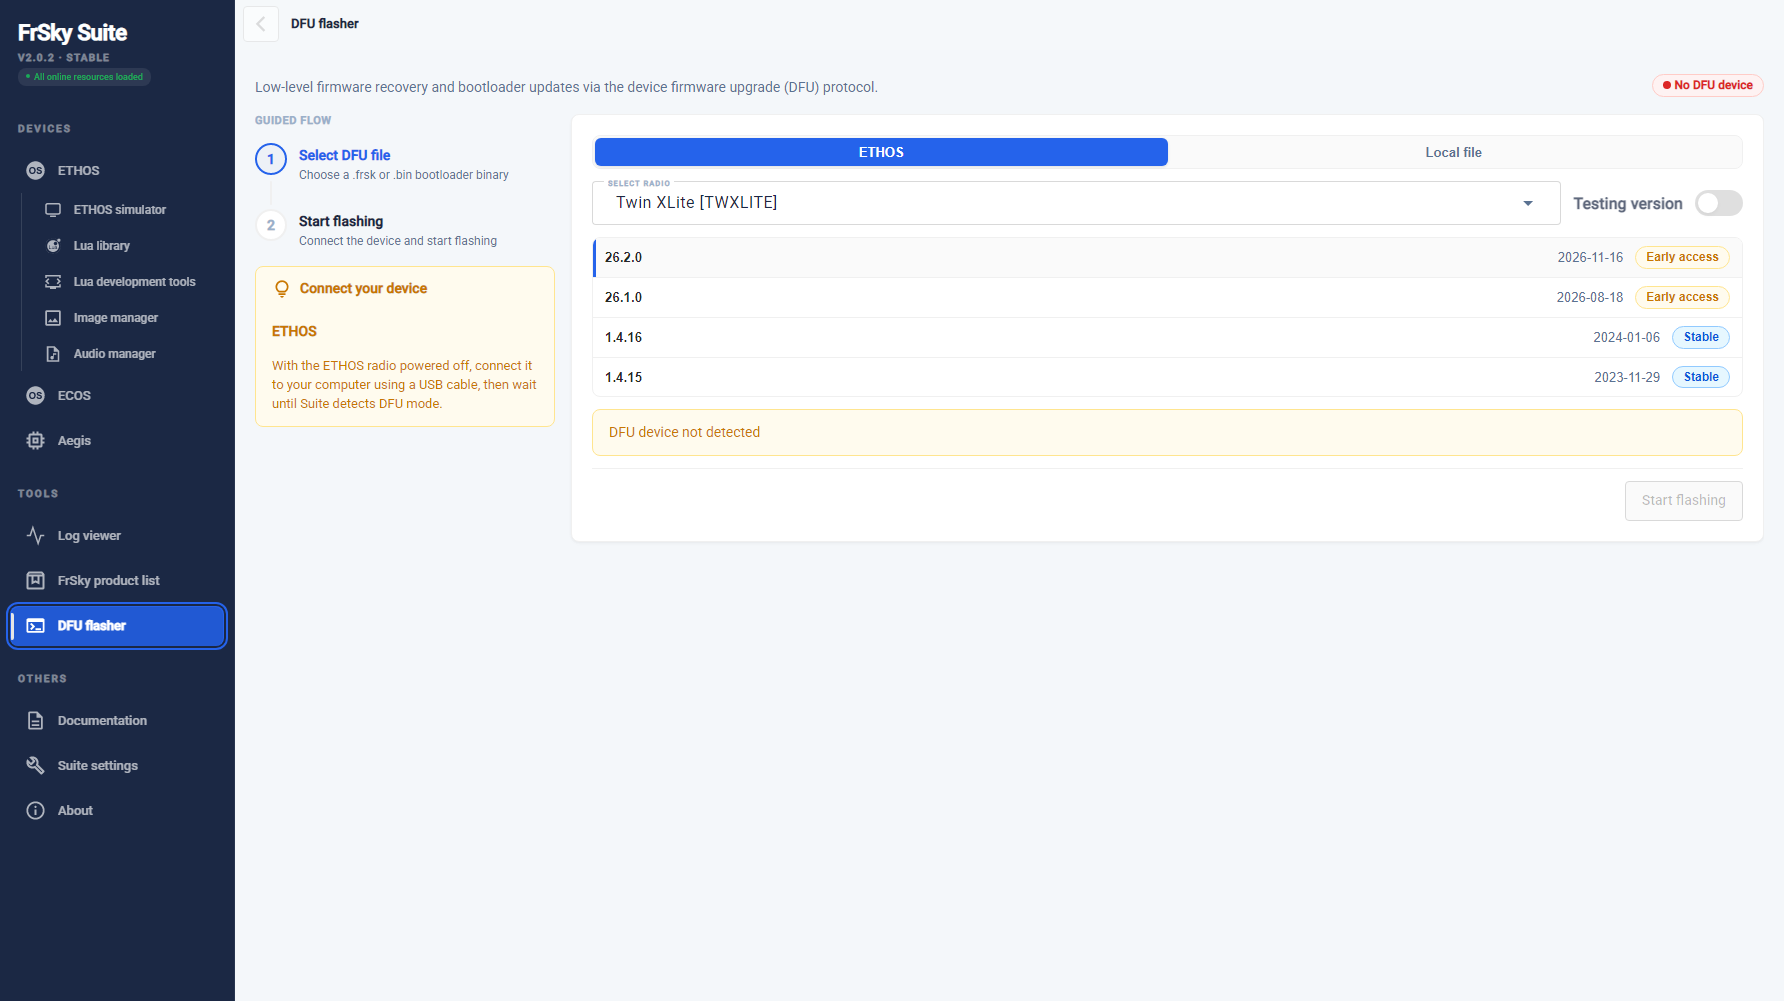 FrSky Suite
V2.0.2 · STABLE
All online resources loaded
DEVICES
ETHOS
ETHOS simulator
Lua library
Lua development tools
Image manager
Audio manager
ECOS
Aegis
TOOLS
Log viewer
FrSky product list
DFU flasher
OTHERS
Documentation
Suite settings
About
DFU flasher
Low-level firmware recovery and bootloader updates via the device firmware upgrade (DFU) protocol.
No DFU device
GUIDED FLOW
1 Select DFU file
Choose a .frsk or .bin bootloader binary
2 Start flashing
Connect the device and start flashing
Connect your device
ETHOS
With the ETHOS radio powered off, connect it
to your computer using a USB cable, then wait
until Suite detects DFU mode.
ETHOS Local file
SELECT RADIO
Twin XLite [TWXLITE] Testing version
26.2.0 2026-11-16 Early access
26.1.0 2026-08-18 Early access
1.4.16 2024-01-06 Stable
1.4.15 2023-11-29 Stable
DFU device not detected
Start flashing